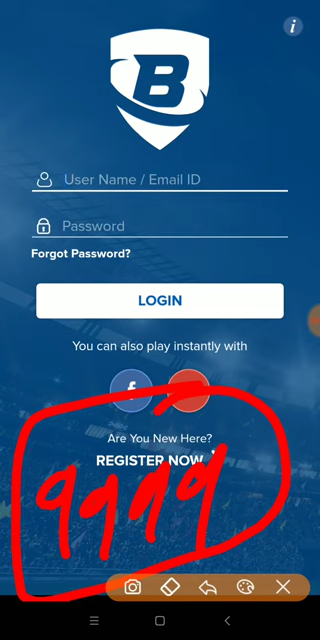 i
B
User Name / Email ID
Password
Forgot Password?
LOGIN
You can also play instantly with
f
Are You New Here?
REGISTER NOW